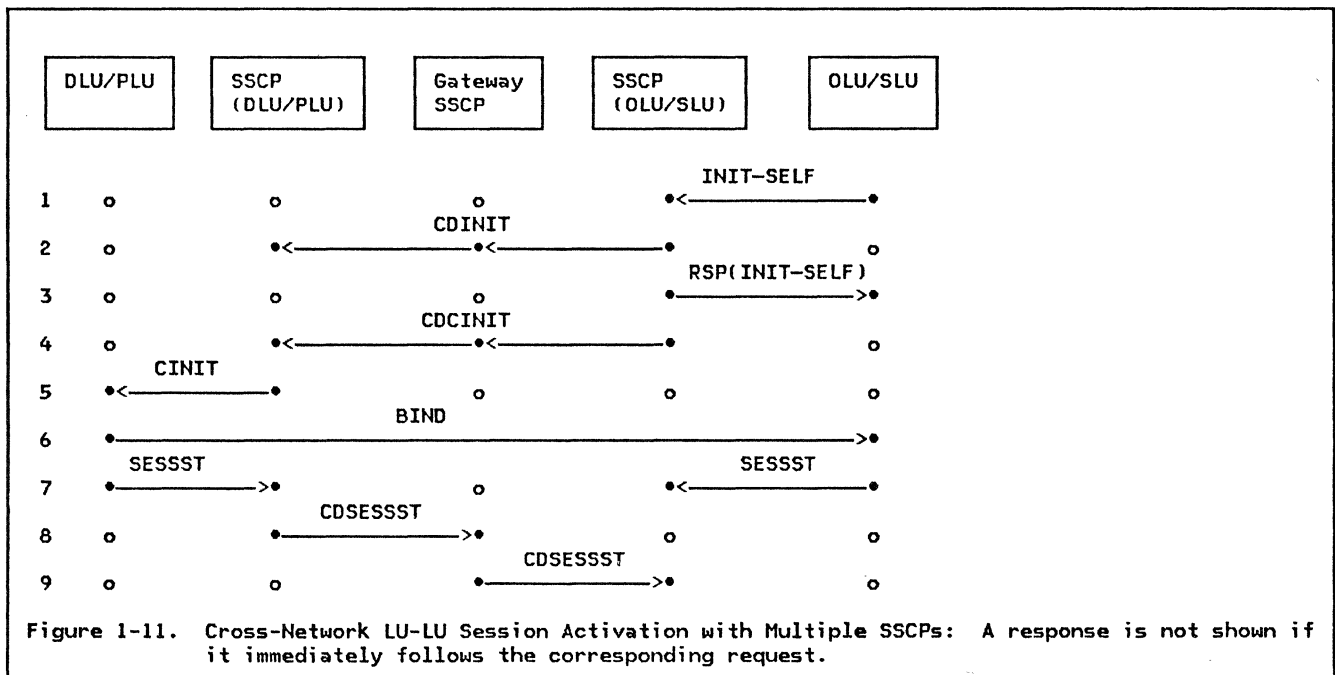 DLU/PLU SSCP (DLU/PLU) Gateway SSCP SSCP (OLU/SLU) OLU/SLU
INIT-SELF
1
CDINIT
2
RSP(INIT-SELF)
3
CDCINIT
4
CINIT
5
BIND
6
SESSST SESSST
7
CDSESSST
8
CDSESSST
9
Figure 1-11. Cross-Network LU-LU Session Activation with Multiple SSCPs: A response is not shown if
it immediately follows the corresponding request.